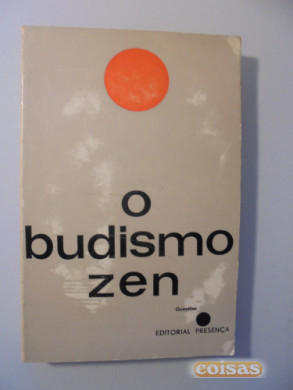 o
budismo
zen
EDITORIAL PRESENÇA
coisas